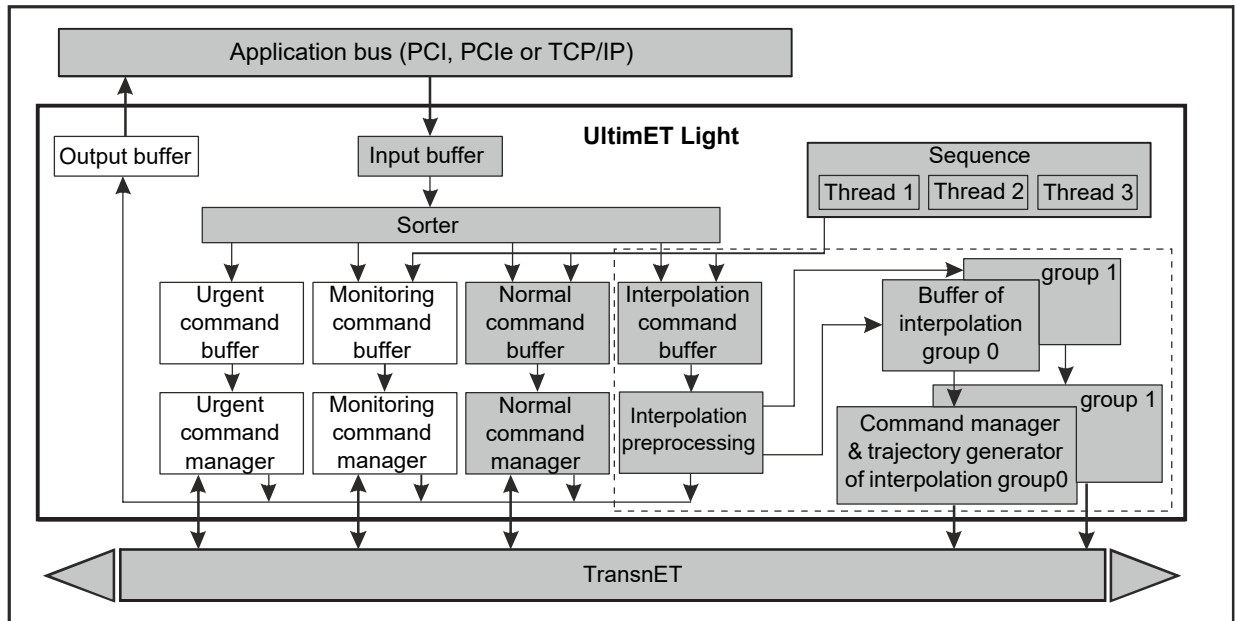 Application bus (PCI, PCIe or TCP/IP)
UltimET Light
Output buffer
Input buffer
Sequence
Thread 1
Thread 2
Thread 3
Sorter
Urgent
command
buffer
Monitoring
command
buffer
Normal
command
buffer
Interpolation
command
buffer
group 1
Buffer of
interpolation
group 0
Urgent
command
manager
Monitoring
command
manager
Normal
command
manager
Interpolation
preprocessing
group 1
Command manager
& trajectory generator
of interpolation group0
TransnET